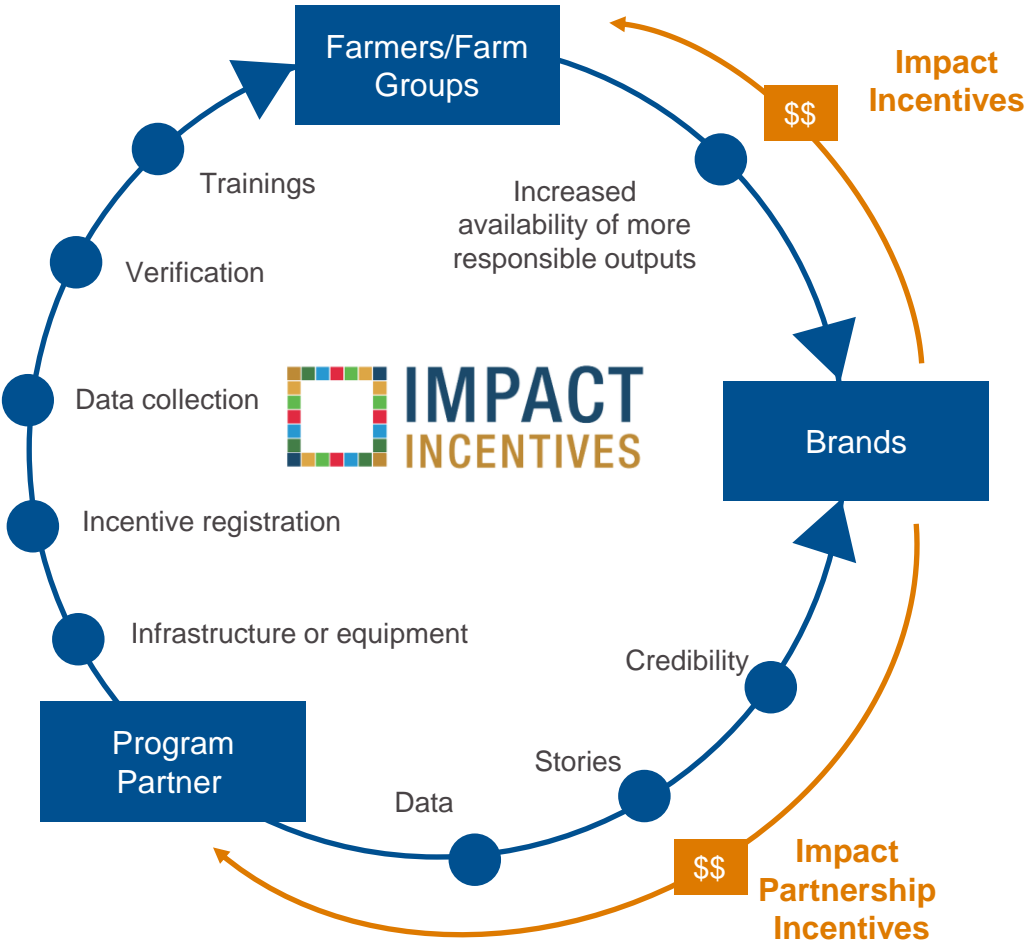 Farmers/Farm
Groups
Impact
Incentives
$$
Trainings
Increased
availability of more
responsible outputs
Verification
Data collection
IMPACT
INCENTIVES
Brands
Incentive registration
Infrastructure or equipment
Credibility
Program
Partner
Stories
Data
$$
Impact
Partnership
Incentives